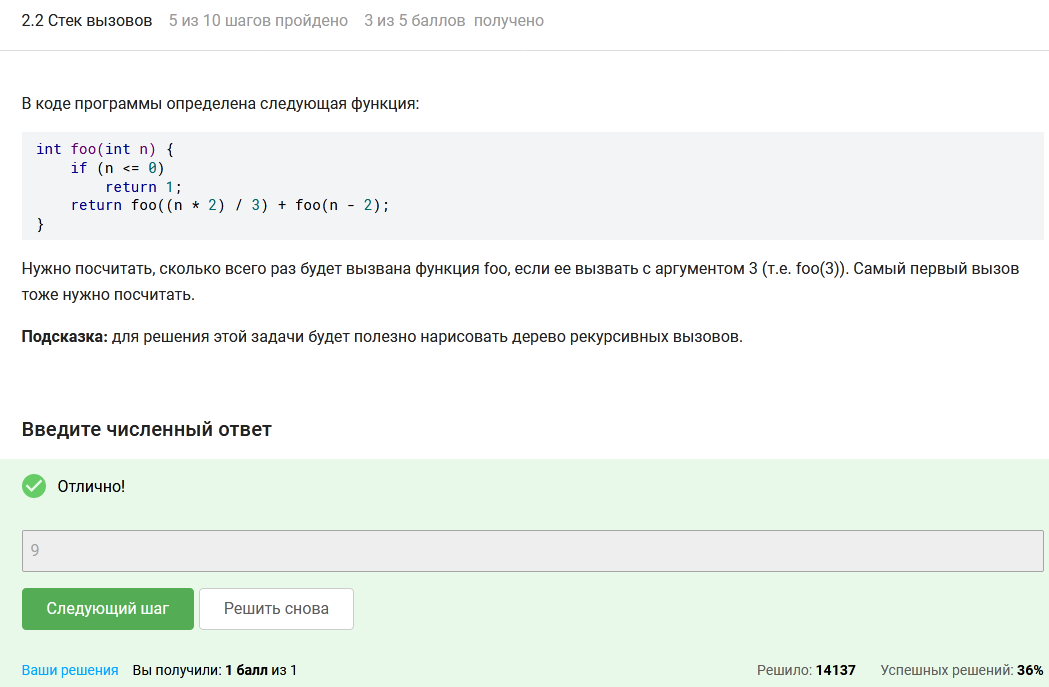 2.2 Стек вызовов 5 из 10 шагов пройдено 3 из 5 баллов получено
В коде программы определена следующая функция:
int foo(int n) {
    if (n <= 0)
        return 1;
    return foo((n * 2) / 3) + foo(n - 2);
}
Нужно посчитать, сколько всего раз будет вызвана функция foo, если ее вызвать с аргументом 3 (т.е. foo(3)). Самый первый вызов
тоже нужно посчитать.
Подсказка: для решения этой задачи будет полезно нарисовать дерево рекурсивных вызовов.
Введите численный ответ
Отлично!
9
Следующий шаг Решить снова
Ваши решения Вы получили: 1 балл из 1 Решило: 14137 Успешных решений: 36%